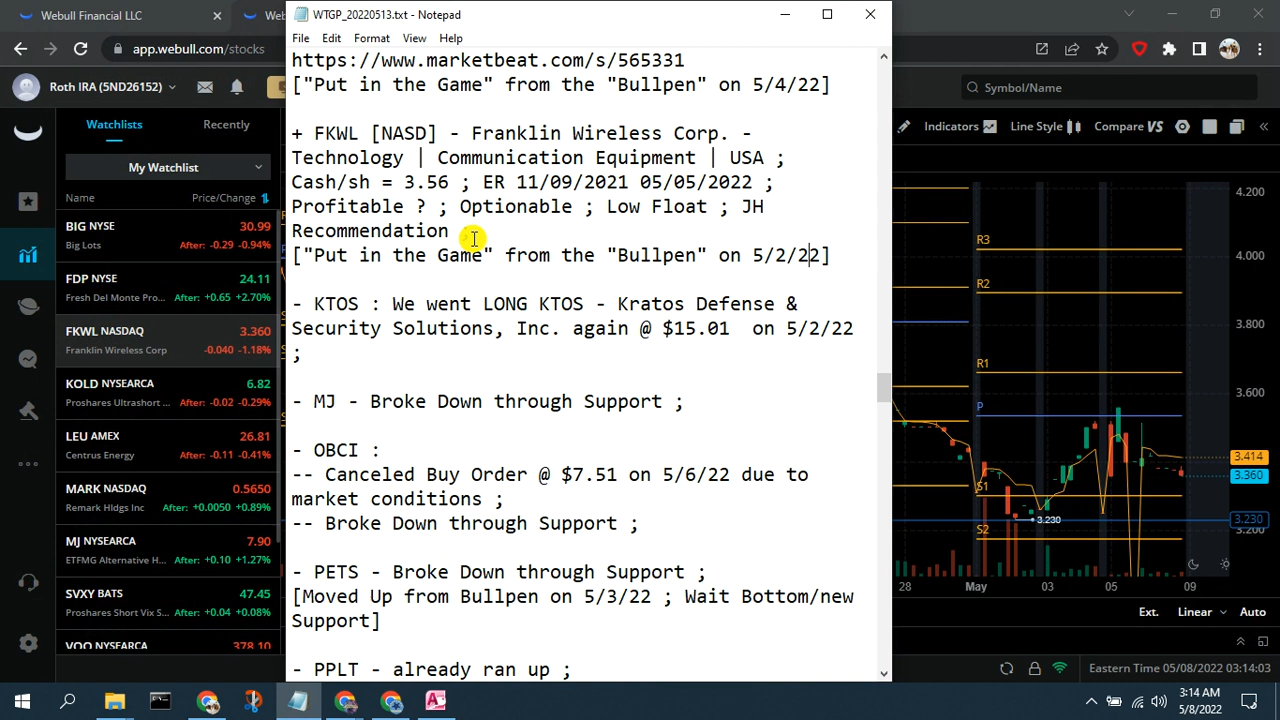 Webull Financial LLC
We
WTGP_20220513.txt - Notepad
File Edit Format View Help
app.webull.com/stocks
Roth IRA (5ND26152)
Symbol/Name
Watchlists Recently
My Watchlist
Name Price/Change
BIG NYSE 30.99
Big Lots After: -0.29 -0.94%
FDP NYSE 24.11
Fresh Del Monte Pro... After: +0.65 +2.70%
FKWL NASDAQ 3.360
Franklin Wireless Corp -0.040 -1.18%
KOLD NYSEARCA 6.82
Proshares Ultrashort ... After: -0.02 -0.29%
LEU AMEX 26.81
Centrus Energy After: -0.11 -0.41%
MARK NASDAQ 0.5650
Remark Hldgs Inc After: +0.0050 +0.89%
MJ NYSEARCA 7.90
ETFMG Alternative H... After: +0.10 +1.27%
SVXY BATS 47.45
Proshares Short Vix S... After: +0.04 +0.08%
VOO NYSEARCA 378.10
https://www.marketbeat.com/s/565331
["Put in the Game" from the "Bullpen" on 5/4/22]
+ FKWL [NASD] - Franklin Wireless Corp. -
Technology | Communication Equipment | USA ;
Cash/sh = 3.56 ; ER 11/09/2021 05/05/2022 ;
Profitable ? ; Optionable ; Low Float ; JH
Recommendation
["Put in the Game" from the "Bullpen" on 5/2/22]
- KTOS : We went LONG KTOS - Kratos Defense &
Security Solutions, Inc. again @ $15.01  on 5/2/22
;
- MJ - Broke Down through Support ;
- OBCI :
-- Canceled Buy Order @ $7.51 on 5/6/22 due to
market conditions ;
-- Broke Down through Support ;
- PETS - Broke Down through Support ;
[Moved Up from Bullpen on 5/3/22 ; Wait Bottom/new
Support]
- PPLT - already ran up ;
Indicators Line Style Compare VS
R3
R2
R1
P
S1
S2
3.230
4.200
4.000
3.800
3.600
3.414
3.360
3.230
3.200
28 May 03 05 09
Ext. Linear Auto
Eastern Time 05/08/2022 03:14:03
3:14 AM
5/8/2022